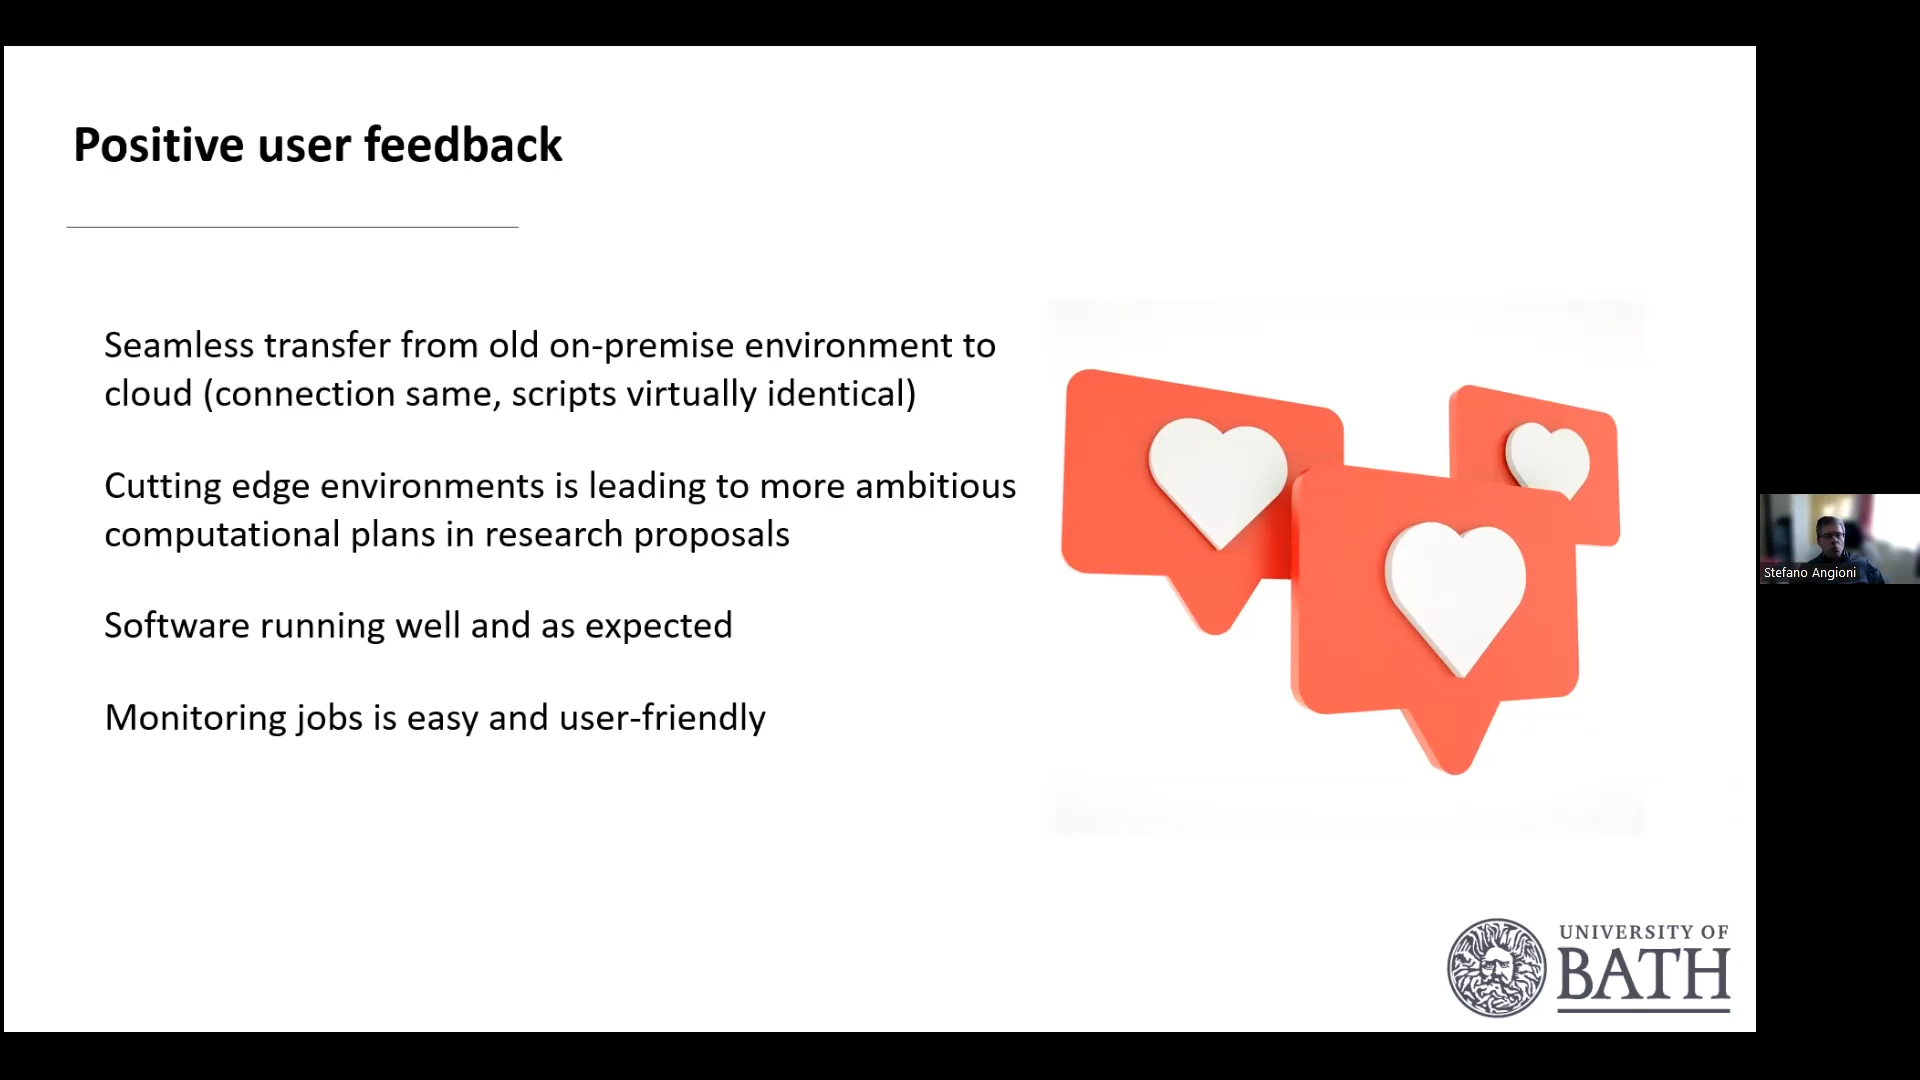 Positive user feedback
Seamless transfer from old on-premise environment to
cloud (connection same, scripts virtually identical)
Cutting edge environments is leading to more ambitious
computational plans in research proposals
Software running well and as expected
Monitoring jobs is easy and user-friendly
Stefano Angioni
UNIVERSITY OF
BATH